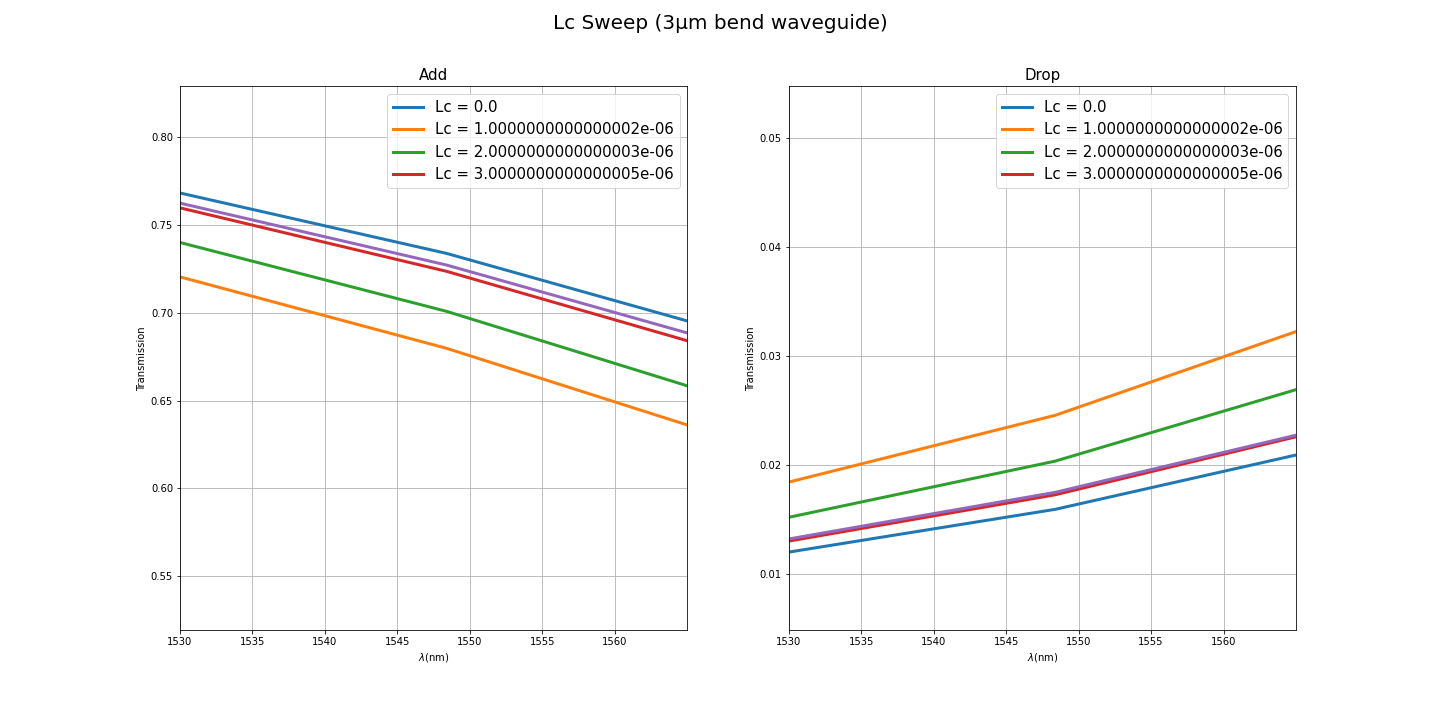 Lc Sweep (3μm bend waveguide)
Add
Lc = 0.0
Lc = 1.0000000000000002e-06
Lc = 2.0000000000000003e-06
Lc = 3.0000000000000005e-06
0.80
0.75
0.70
0.65
0.60
0.55
Transmission
1530 1535 1540 1545 1550 1555 1560
λ(nm)
Drop
Lc = 0.0
Lc = 1.0000000000000002e-06
Lc = 2.0000000000000003e-06
Lc = 3.0000000000000005e-06
0.05
0.04
0.03
0.02
0.01
Transmission
1530 1535 1540 1545 1550 1555 1560
λ(nm)